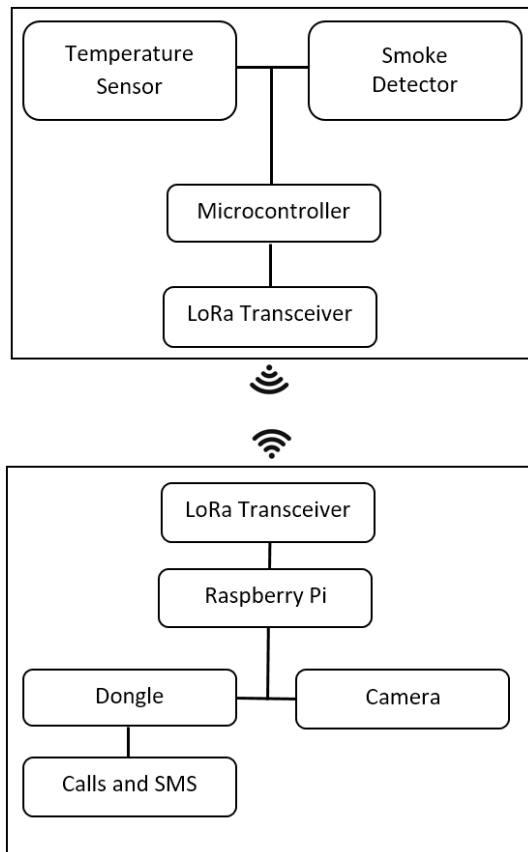 Temperature
Sensor
Smoke
Detector
Microcontroller
LoRa Transceiver
LoRa Transceiver
Raspberry Pi
Dongle
Camera
Calls and SMS